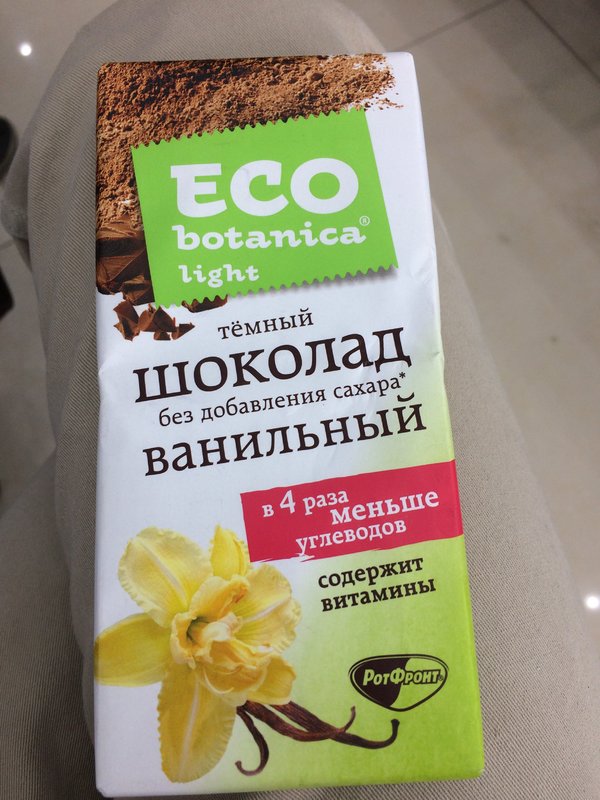 ECO
botanica®
light
тёмный
шоколад
без добавления сахара*
ванильный
в 4 раза
меньше
углеводов
содержит
витамины
РотФронт®